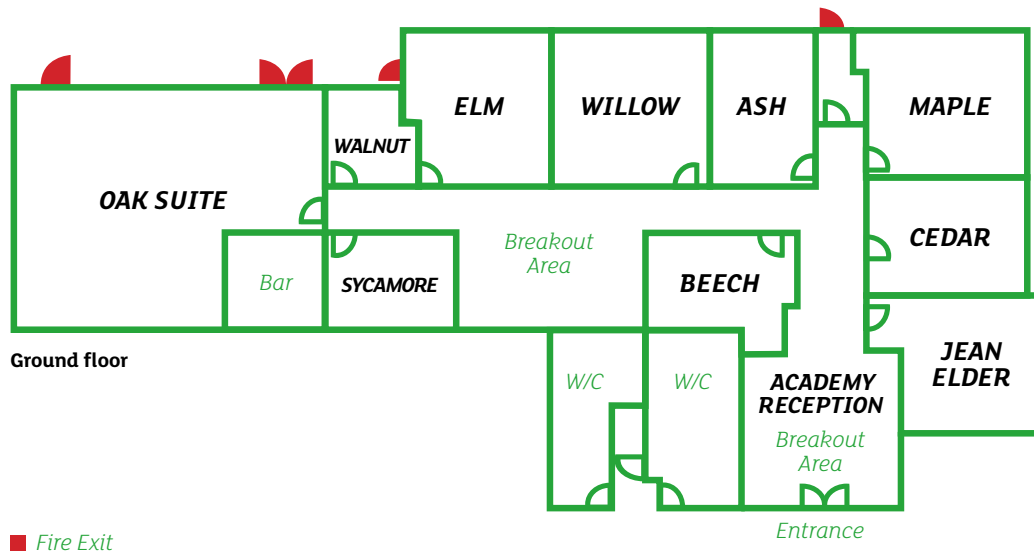 ELM
WILLOW
ASH
MAPLE
WALNUT
OAK SUITE
Breakout
Area
CEDAR
Bar
SYCAMORE
BEECH
Ground floor
JEAN
ELDER
W/C
W/C
ACADEMY
RECEPTION
Breakout
Area
Entrance
Fire Exit